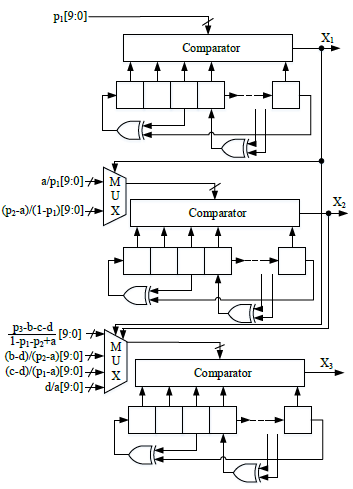 p₁[9:0]
X₁
Comparator
a/p₁[9:0]
M
U
X
(p₂-a)/(1-p₁)[9:0]
X₂
Comparator
p₃-b-c-d
1-p₁-p₂+a
[9:0]
(b-d)/(p₂-a)[9:0]
(c-d)/(p₁-a)[9:0]
d/a[9:0]
M
U
X
X₃
Comparator